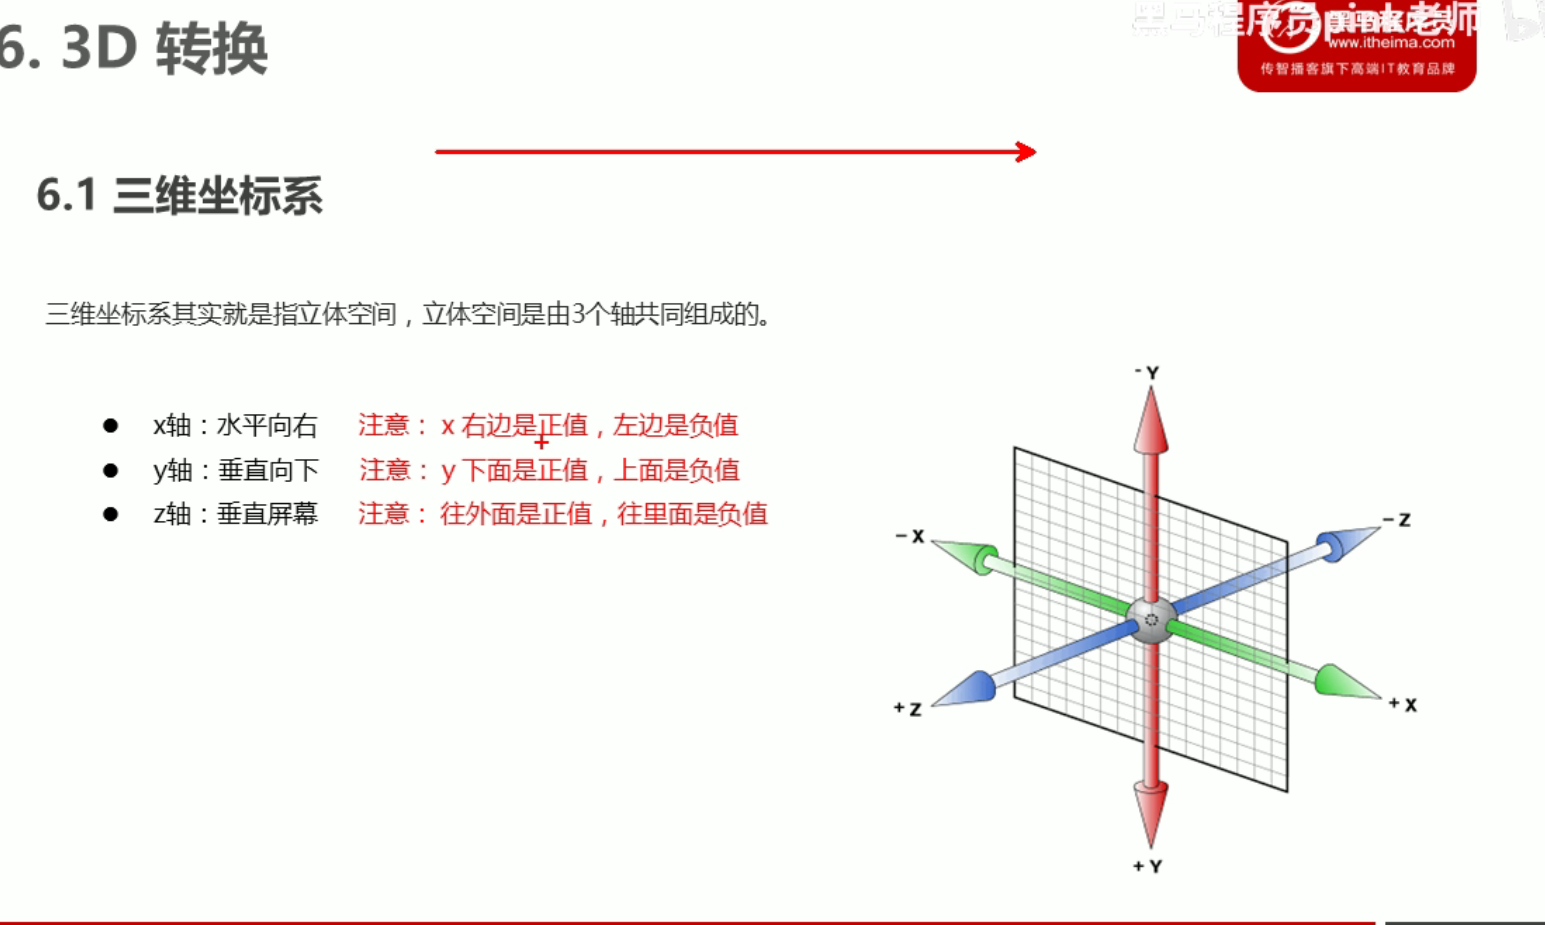 6. 3D 转换
黑马程序员pink老师
www.itheima.com
传智播客旗下高端IT教育品牌
6.1 三维坐标系
三维坐标系其实就是指立体空间，立体空间是由3个轴共同组成的。
● x轴：水平向右 注意： x 右边是正值，左边是负值
● y轴：垂直向下 注意： y 下面是正值，上面是负值
● z轴：垂直屏幕 注意： 往外面是正值，往里面是负值
- Y
- Z
- X
+ Z
+ X
+ Y